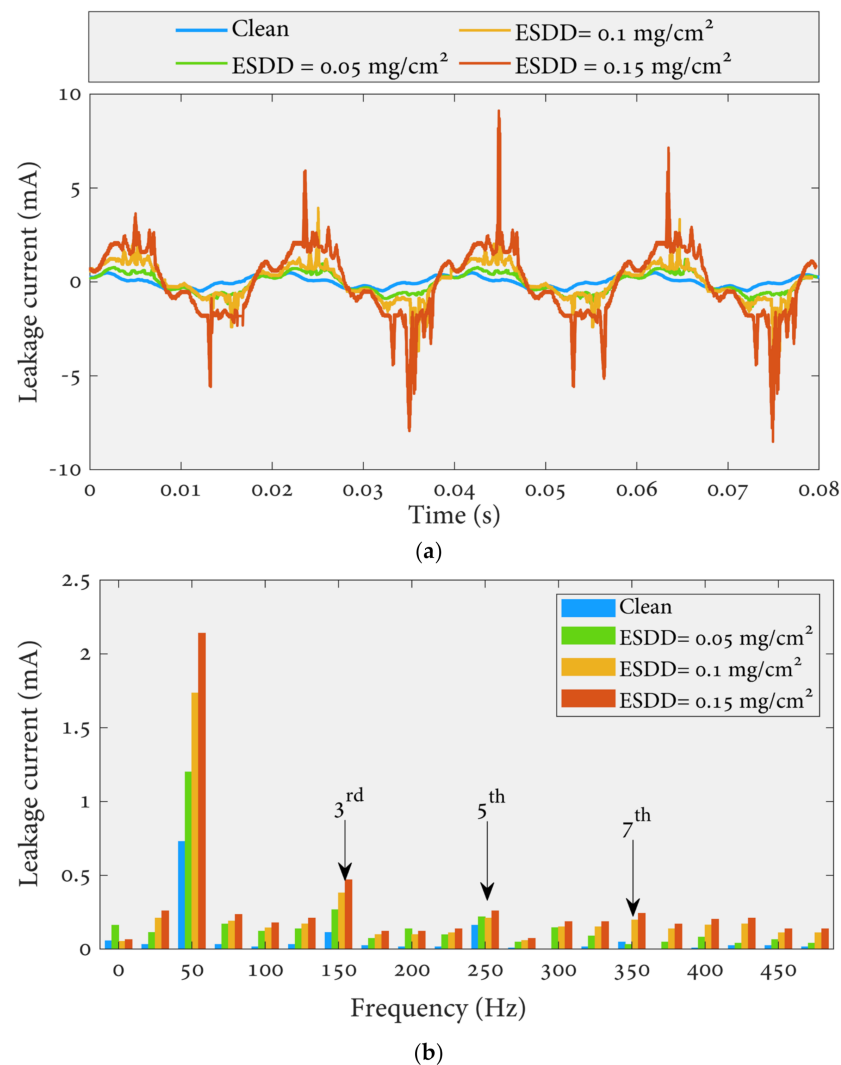 Clean
ESDD = 0.05 mg/cm²
ESDD= 0.1 mg/cm²
ESDD = 0.15 mg/cm²
Leakage current (mA)
10
5
0
-5
-10
0 0.01 0.02 0.03 0.04 0.05 0.06 0.07 0.08
Time (s)
(a)
Leakage current (mA)
2.5
2
1.5
1
0.5
0
Clean
ESDD= 0.05 mg/cm²
ESDD= 0.1 mg/cm²
ESDD= 0.15 mg/cm²
3rd
5th
7th
0 50 100 150 200 250 300 350 400 450
Frequency (Hz)
(b)